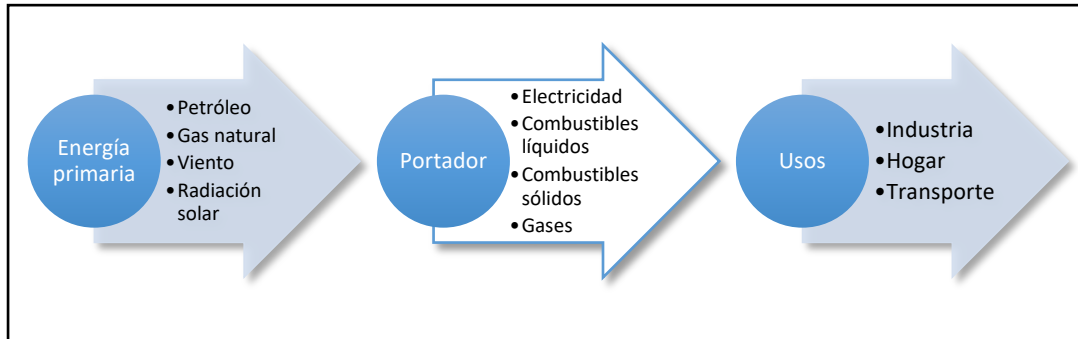 Energía
primaria
•Petróleo
•Gas natural
•Viento
•Radiación
solar
Portador
•Electricidad
•Combustibles
líquidos
•Combustibles
sólidos
•Gases
Usos
•Industria
•Hogar
•Transporte